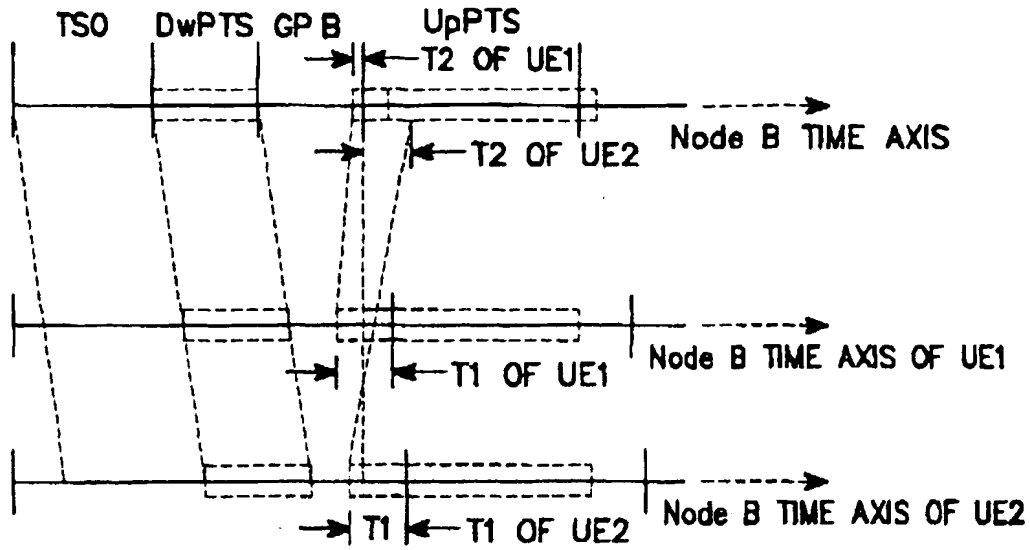 TS0 DwPTS GP B UpPTS
T2 OF UE1
Node B TIME AXIS
T2 OF UE2
Node B TIME AXIS OF UE1
T1 OF UE1
Node B TIME AXIS OF UE2
T1 T1 OF UE2